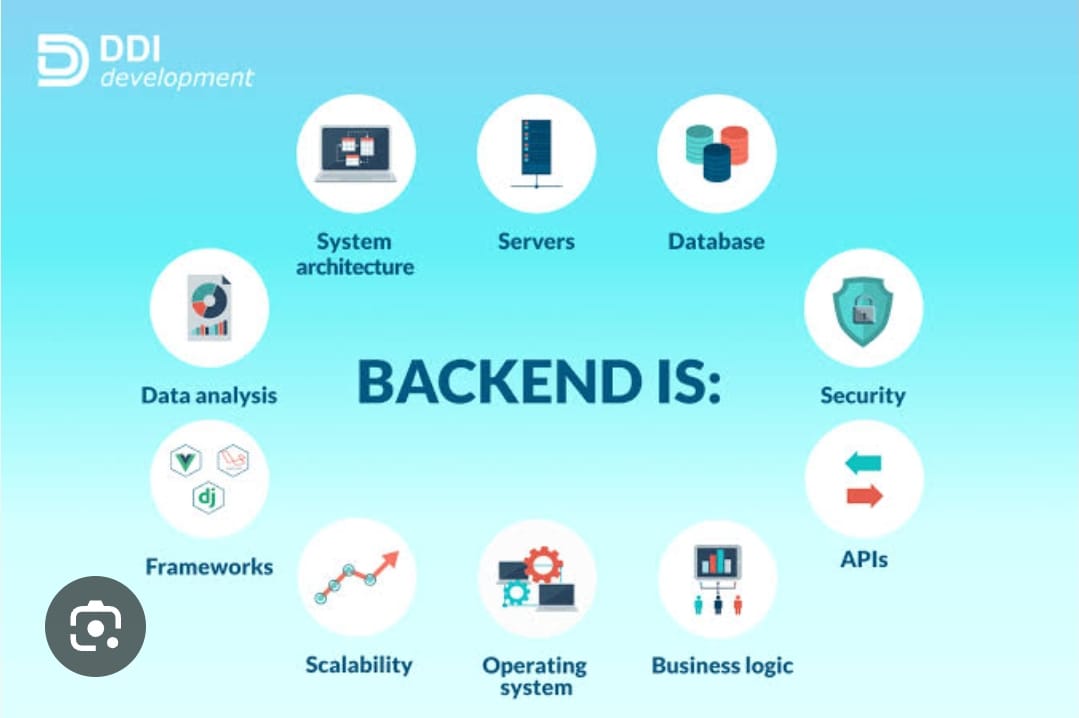 DDI
development
System
architecture
Servers
Database
Data analysis
BACKEND IS:
Security
dj
Frameworks
APIs
Scalability
Operating
system
Business logic